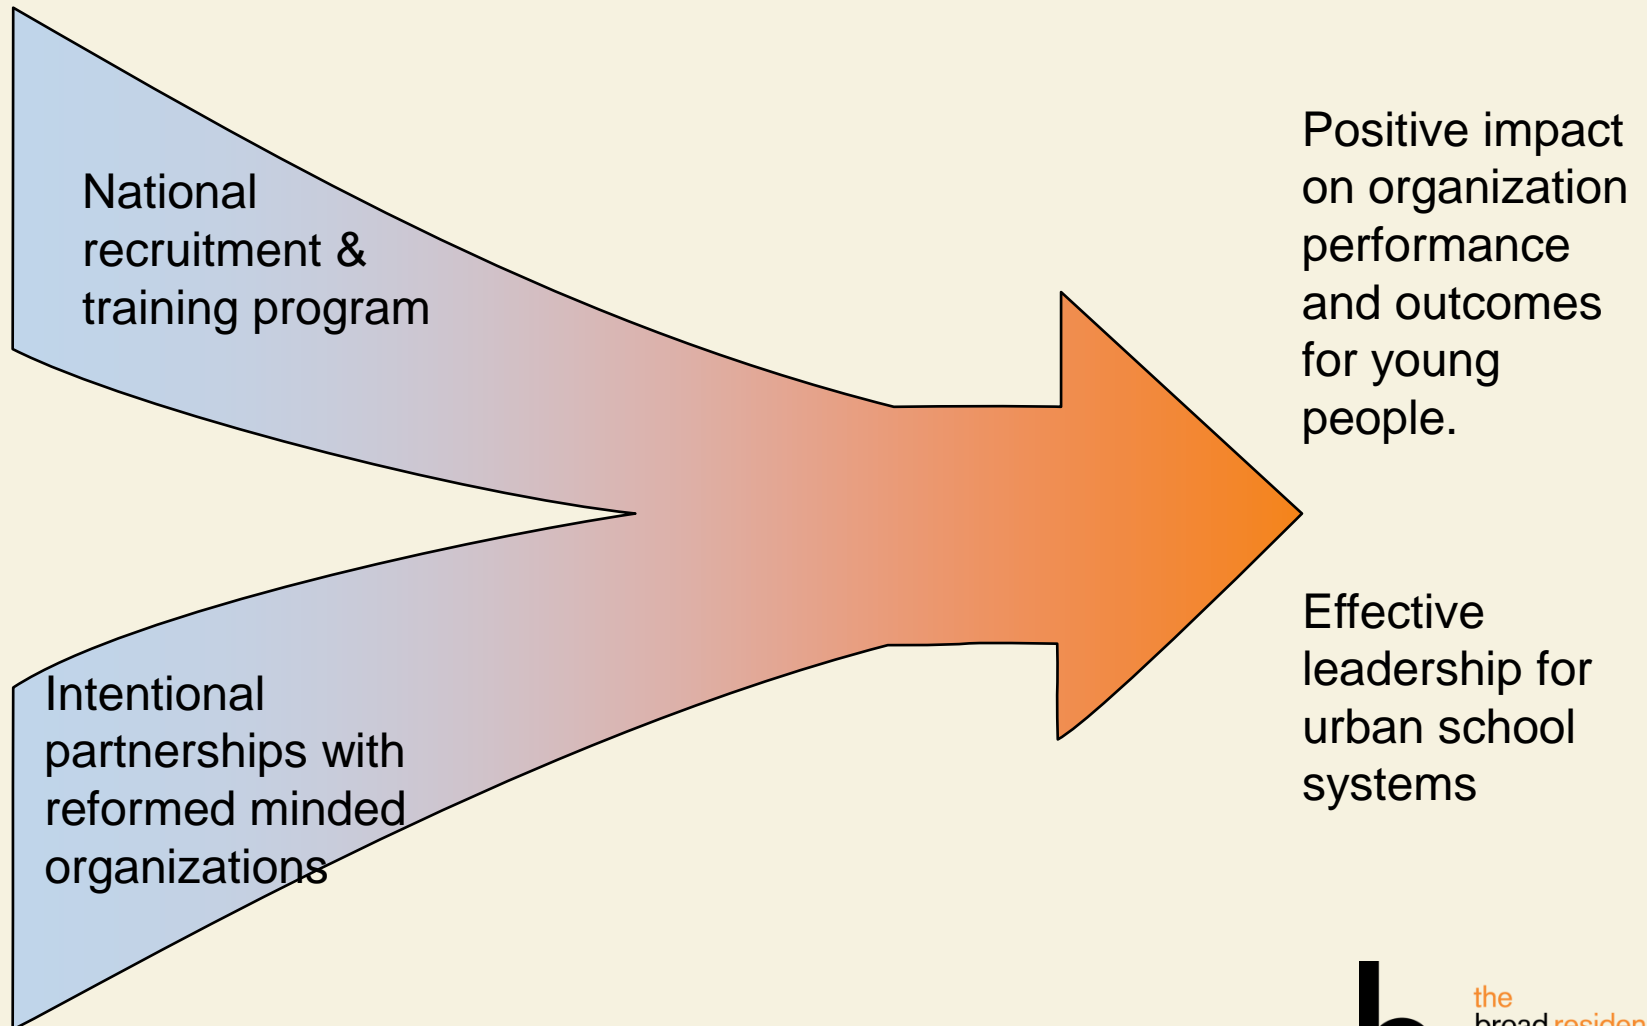 National
recruitment &
training program
Intentional
partnerships with
reformed minded
organizations
Positive impact
on organization
performance
and outcomes
for young
people.
Effective
leadership for
urban school
systems
b
the
broad